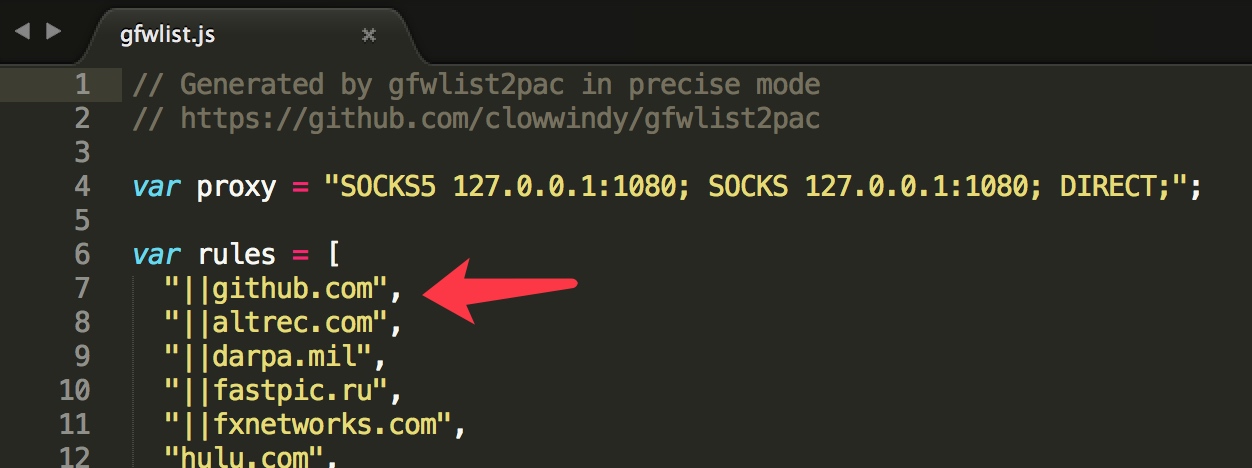 gfwlist.js
1 // Generated by gfwlist2pac in precise mode
2 // https://github.com/clowwindy/gfwlist2pac
3
4 var proxy = "SOCKS5 127.0.0.1:1080; SOCKS 127.0.0.1:1080; DIRECT;";
5
6 var rules = [
7 "||github.com",
8 "||altrec.com",
9 "||darpa.mil",
10 "||fastpic.ru",
11 "||fxnetworks.com",
12 "hulu.com",